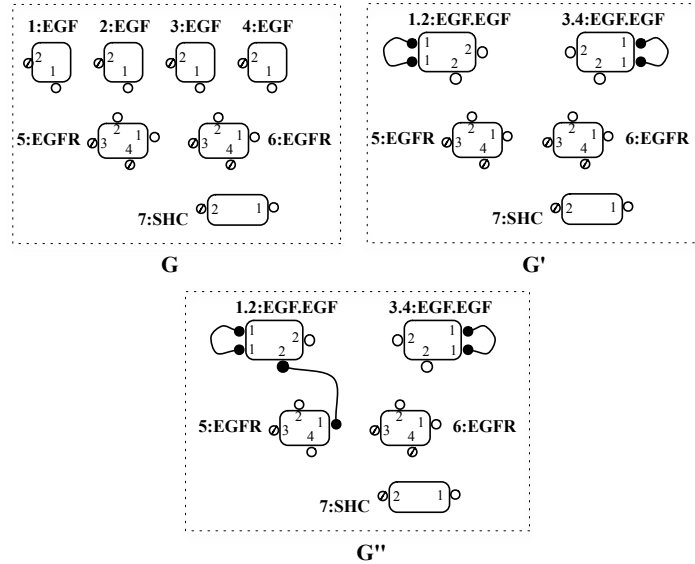 1:EGF 2:EGF 3:EGF 4:EGF
2 2 2 2
1 1 1 1
5:EGFR 3 2 4 1 3 2 4 1 6:EGFR
7:SHC 2 1
G
1.2:EGF.EGF 3.4:EGF.EGF
1 2 2 1
1 2 2 1
5:EGFR 3 2 4 1 3 2 4 1 6:EGFR
7:SHC 2 1
G'
1.2:EGF.EGF 3.4:EGF.EGF
1 2 2 1
1 2 2 1
5:EGFR 3 2 4 1 3 2 4 1 6:EGFR
7:SHC 2 1
G''